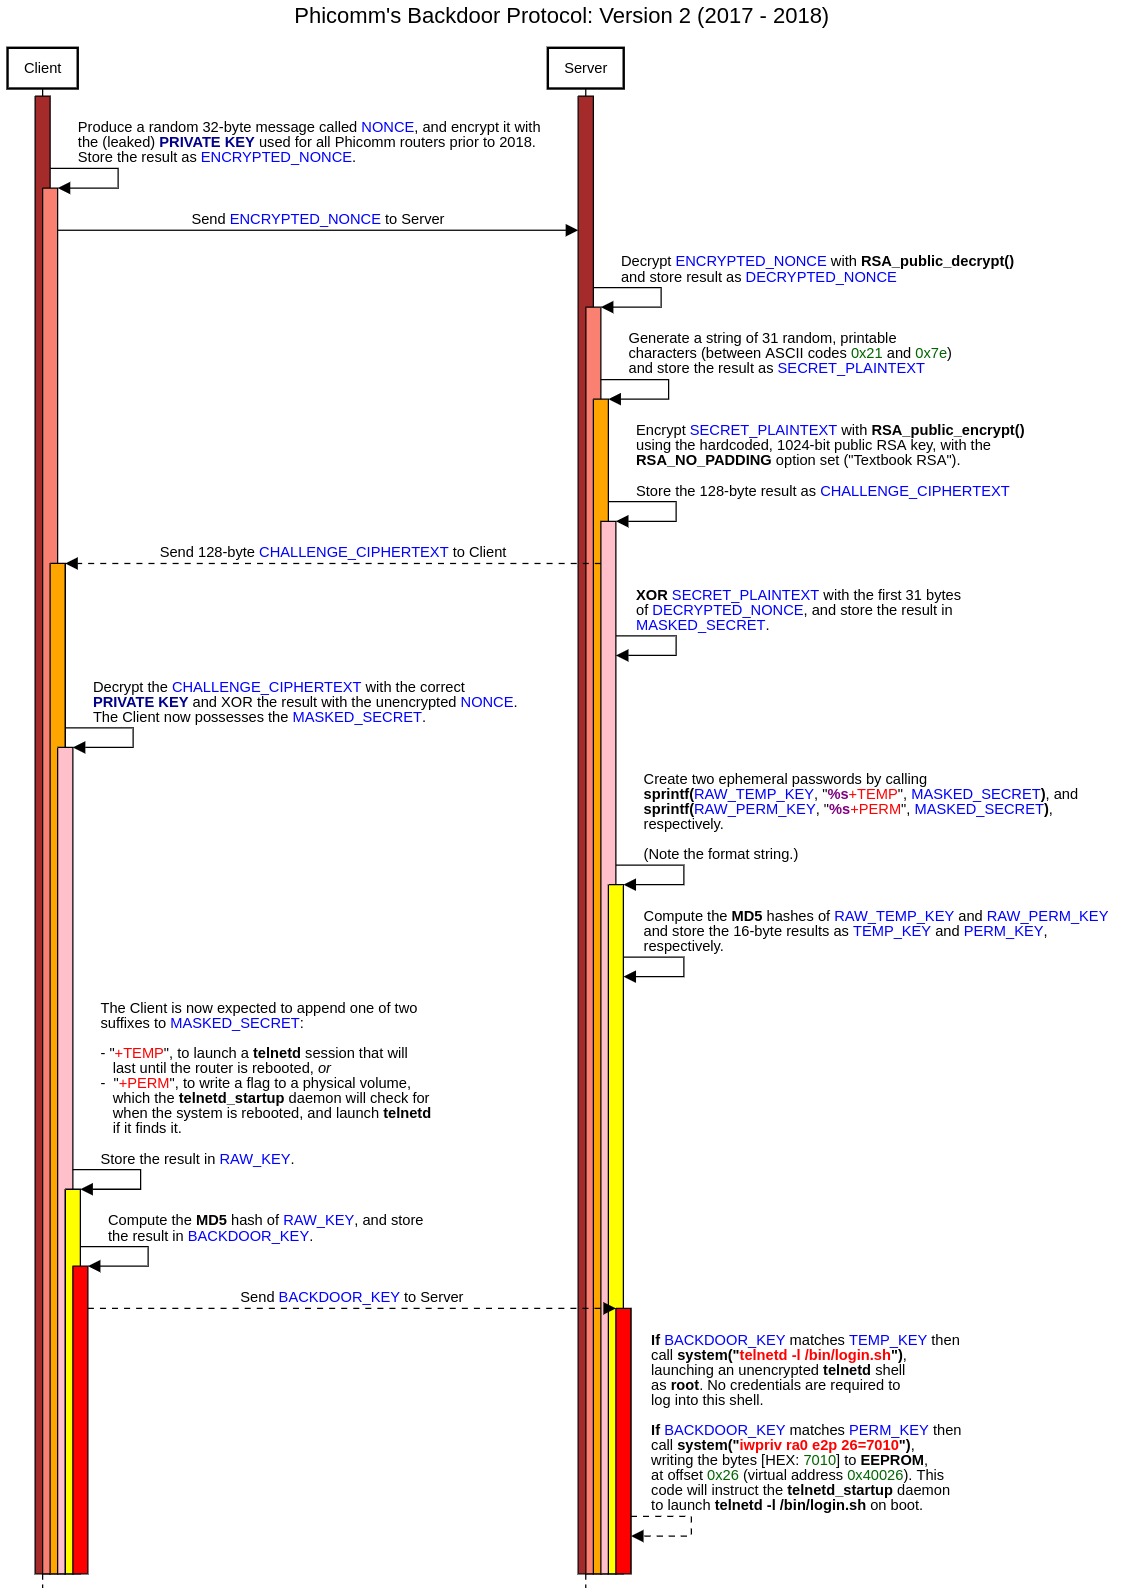 Phicomm's Backdoor Protocol: Version 2 (2017 - 2018)
Client
Server
Produce a random 32-byte message called NONCE, and encrypt it with
the (leaked) PRIVATE KEY used for all Phicomm routers prior to 2018.
Store the result as ENCRYPTED_NONCE.
Send ENCRYPTED_NONCE to Server
Decrypt ENCRYPTED_NONCE with RSA_public_decrypt()
and store result as DECRYPTED_NONCE
Generate a string of 31 random, printable
characters (between ASCII codes 0x21 and 0x7e)
and store the result as SECRET_PLAINTEXT
Encrypt SECRET_PLAINTEXT with RSA_public_encrypt()
using the hardcoded, 1024-bit public RSA key, with the
RSA_NO_PADDING option set ("Textbook RSA").
Store the 128-byte result as CHALLENGE_CIPHERTEXT
Send 128-byte CHALLENGE_CIPHERTEXT to Client
XOR SECRET_PLAINTEXT with the first 31 bytes
of DECRYPTED_NONCE, and store the result in
MASKED_SECRET.
Decrypt the CHALLENGE_CIPHERTEXT with the correct
PRIVATE KEY and XOR the result with the unencrypted NONCE.
The Client now possesses the MASKED_SECRET.
Create two ephemeral passwords by calling
sprintf(RAW_TEMP_KEY, "%s+TEMP", MASKED_SECRET), and
sprintf(RAW_PERM_KEY, "%s+PERM", MASKED_SECRET),
respectively.
(Note the format string.)
Compute the MD5 hashes of RAW_TEMP_KEY and RAW_PERM_KEY
and store the 16-byte results as TEMP_KEY and PERM_KEY,
respectively.
The Client is now expected to append one of two
suffixes to MASKED_SECRET:
- "+TEMP", to launch a telnetd session that will
last until the router is rebooted, or
- "+PERM", to write a flag to a physical volume,
which the telnetd_startup daemon will check for
when the system is rebooted, and launch telnetd
if it finds it.
Store the result in RAW_KEY.
Compute the MD5 hash of RAW_KEY, and store
the result in BACKDOOR_KEY.
Send BACKDOOR_KEY to Server
If BACKDOOR_KEY matches TEMP_KEY then
call system("telnetd -l /bin/login.sh"),
launching an unencrypted telnetd shell
as root. No credentials are required to
log into this shell.
If BACKDOOR_KEY matches PERM_KEY then
call system("iwpriv ra0 e2p 26=7010"),
writing the bytes [HEX: 7010] to EEPROM,
at offset 0x26 (virtual address 0x40026). This
code will instruct the telnetd_startup daemon
to launch telnetd -l /bin/login.sh on boot.